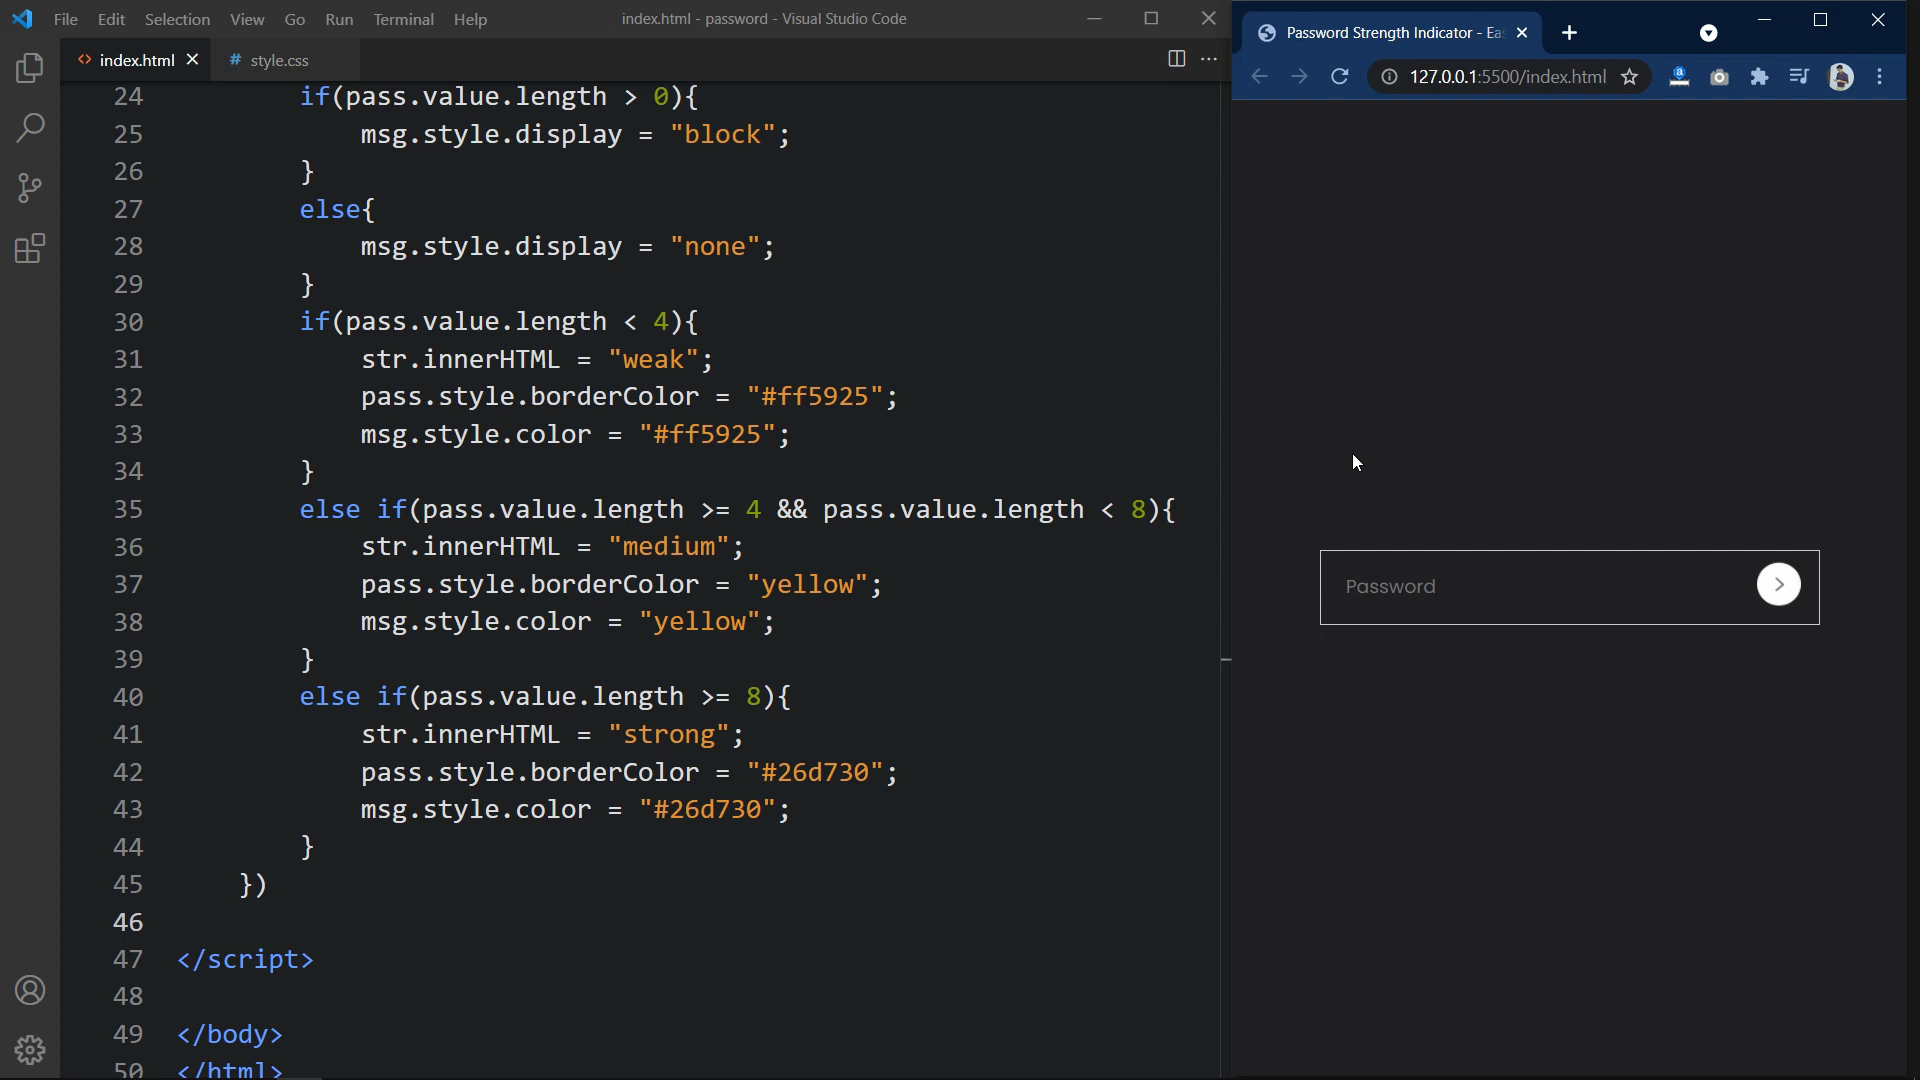 File Edit Selection View Go Run Terminal Help
index.html - password - Visual Studio Code
index.html
# style.css
24 if(pass.value.length > 0){
25 msg.style.display = "block";
26 }
27 else{
28 msg.style.display = "none";
29 }
30 if(pass.value.length < 4){
31 str.innerHTML = "weak";
32 pass.style.borderColor = "#ff5925";
33 msg.style.color = "#ff5925";
34 }
35 else if(pass.value.length >= 4 && pass.value.length < 8){
36 str.innerHTML = "medium";
37 pass.style.borderColor = "yellow";
38 msg.style.color = "yellow";
39 }
40 else if(pass.value.length >= 8){
41 str.innerHTML = "strong";
42 pass.style.borderColor = "#26d730";
43 msg.style.color = "#26d730";
44 }
45 })
46
47 </script>
48
49 </body>
50 </html>
Password Strength Indicator - Eas
127.0.0.1:5500/index.html
Password